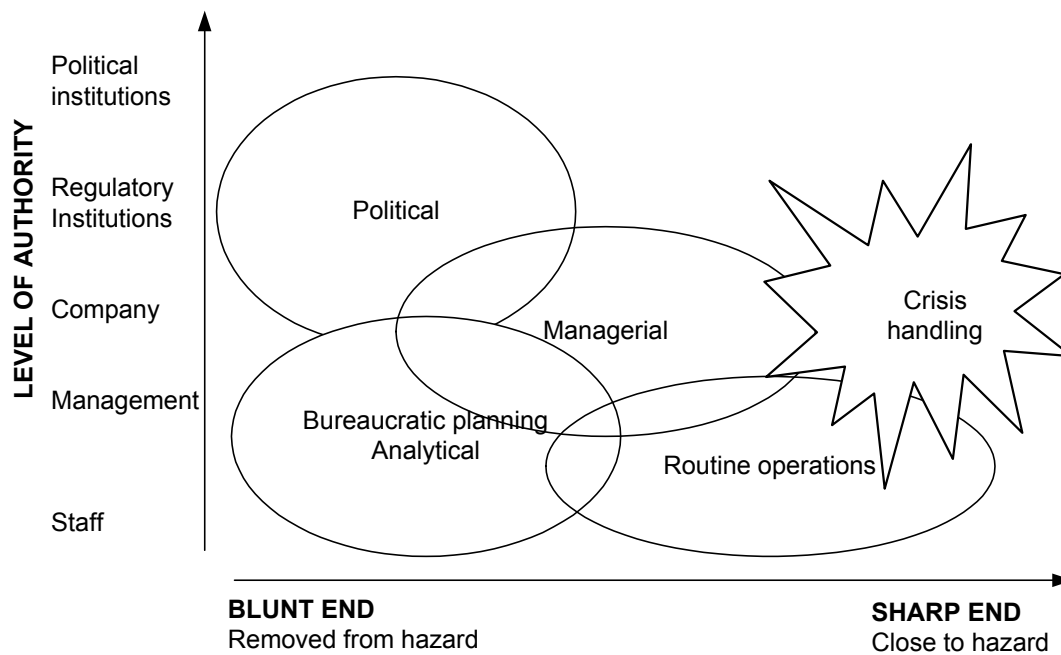 LEVEL OF AUTHORITY
Political
institutions
Regulatory
Institutions
Company
Management
Staff
Political
Managerial
Bureaucratic planning
Analytical
Routine operations
Crisis
handling
BLUNT END
Removed from hazard
SHARP END
Close to hazard